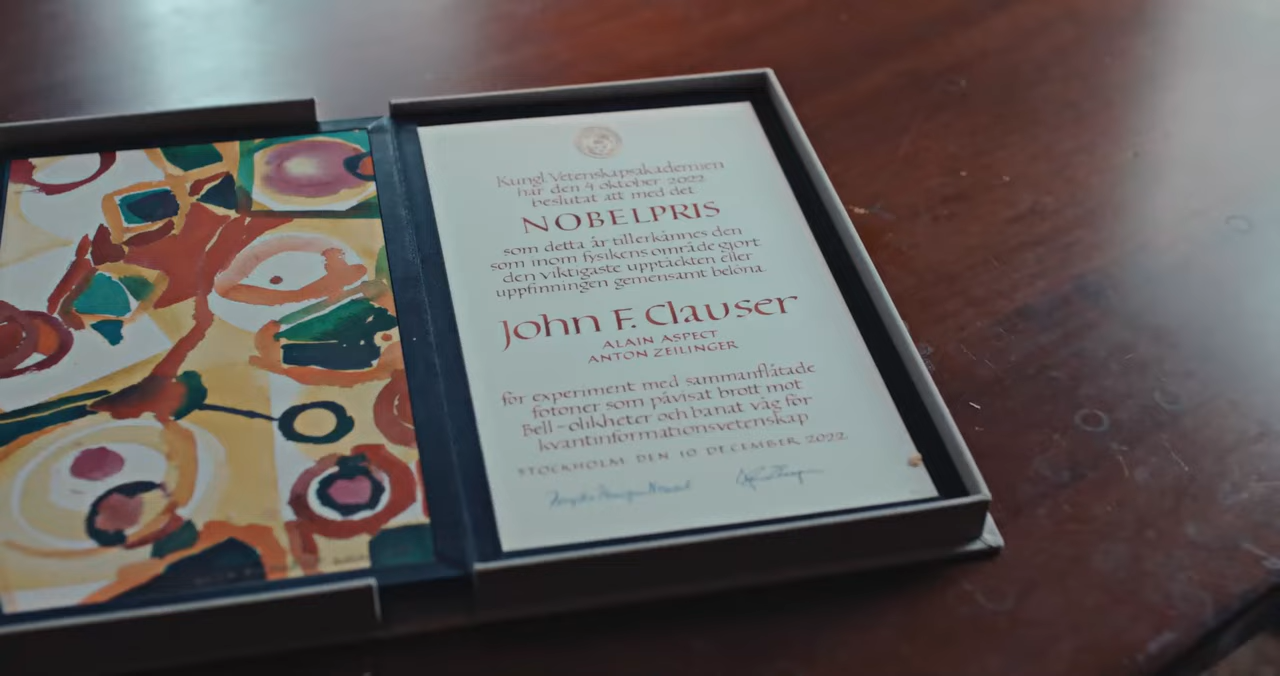 Kungl. Vetenskapsakademien
har den 4 oktober 2022
beslutat att med det
NOBELPRIS
som detta år tillerkännes den
som inom fysikens område gjort
den viktigaste upptäckten eller
uppfinningen gemensamt belöna
John F. Clauser
ALAIN ASPECT
ANTON ZEILINGER
för experiment med sammanflätade
fotoner som påvisat brott mot
Bell-olikheter och banat väg för
kvantinformationsvetenskap
STOCKHOLM DEN 10 DECEMBER 2022